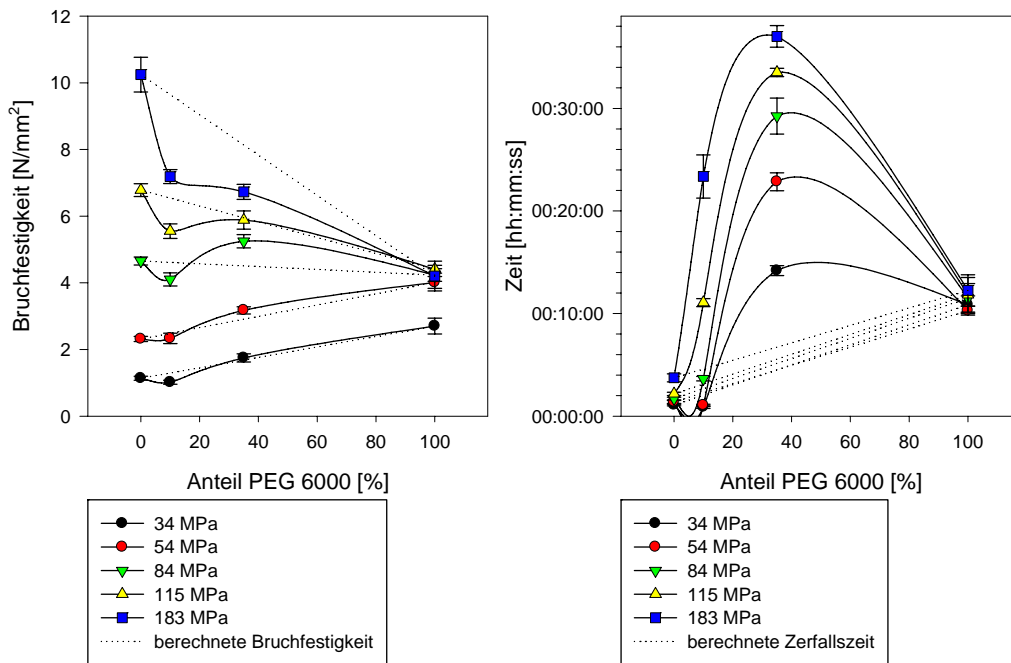 12
10
8
6
4
2
0
Bruchfestigkeit [N/mm²]
0 20 40 60 80 100
Anteil PEG 6000 [%]
34 MPa
54 MPa
84 MPa
115 MPa
183 MPa
berechnete Bruchfestigkeit
00:30:00
00:20:00
00:10:00
00:00:00
Zeit [hh:mm:ss]
0 20 40 60 80 100
Anteil PEG 6000 [%]
34 MPa
54 MPa
84 MPa
115 MPa
183 MPa
berechnete Zerfallszeit